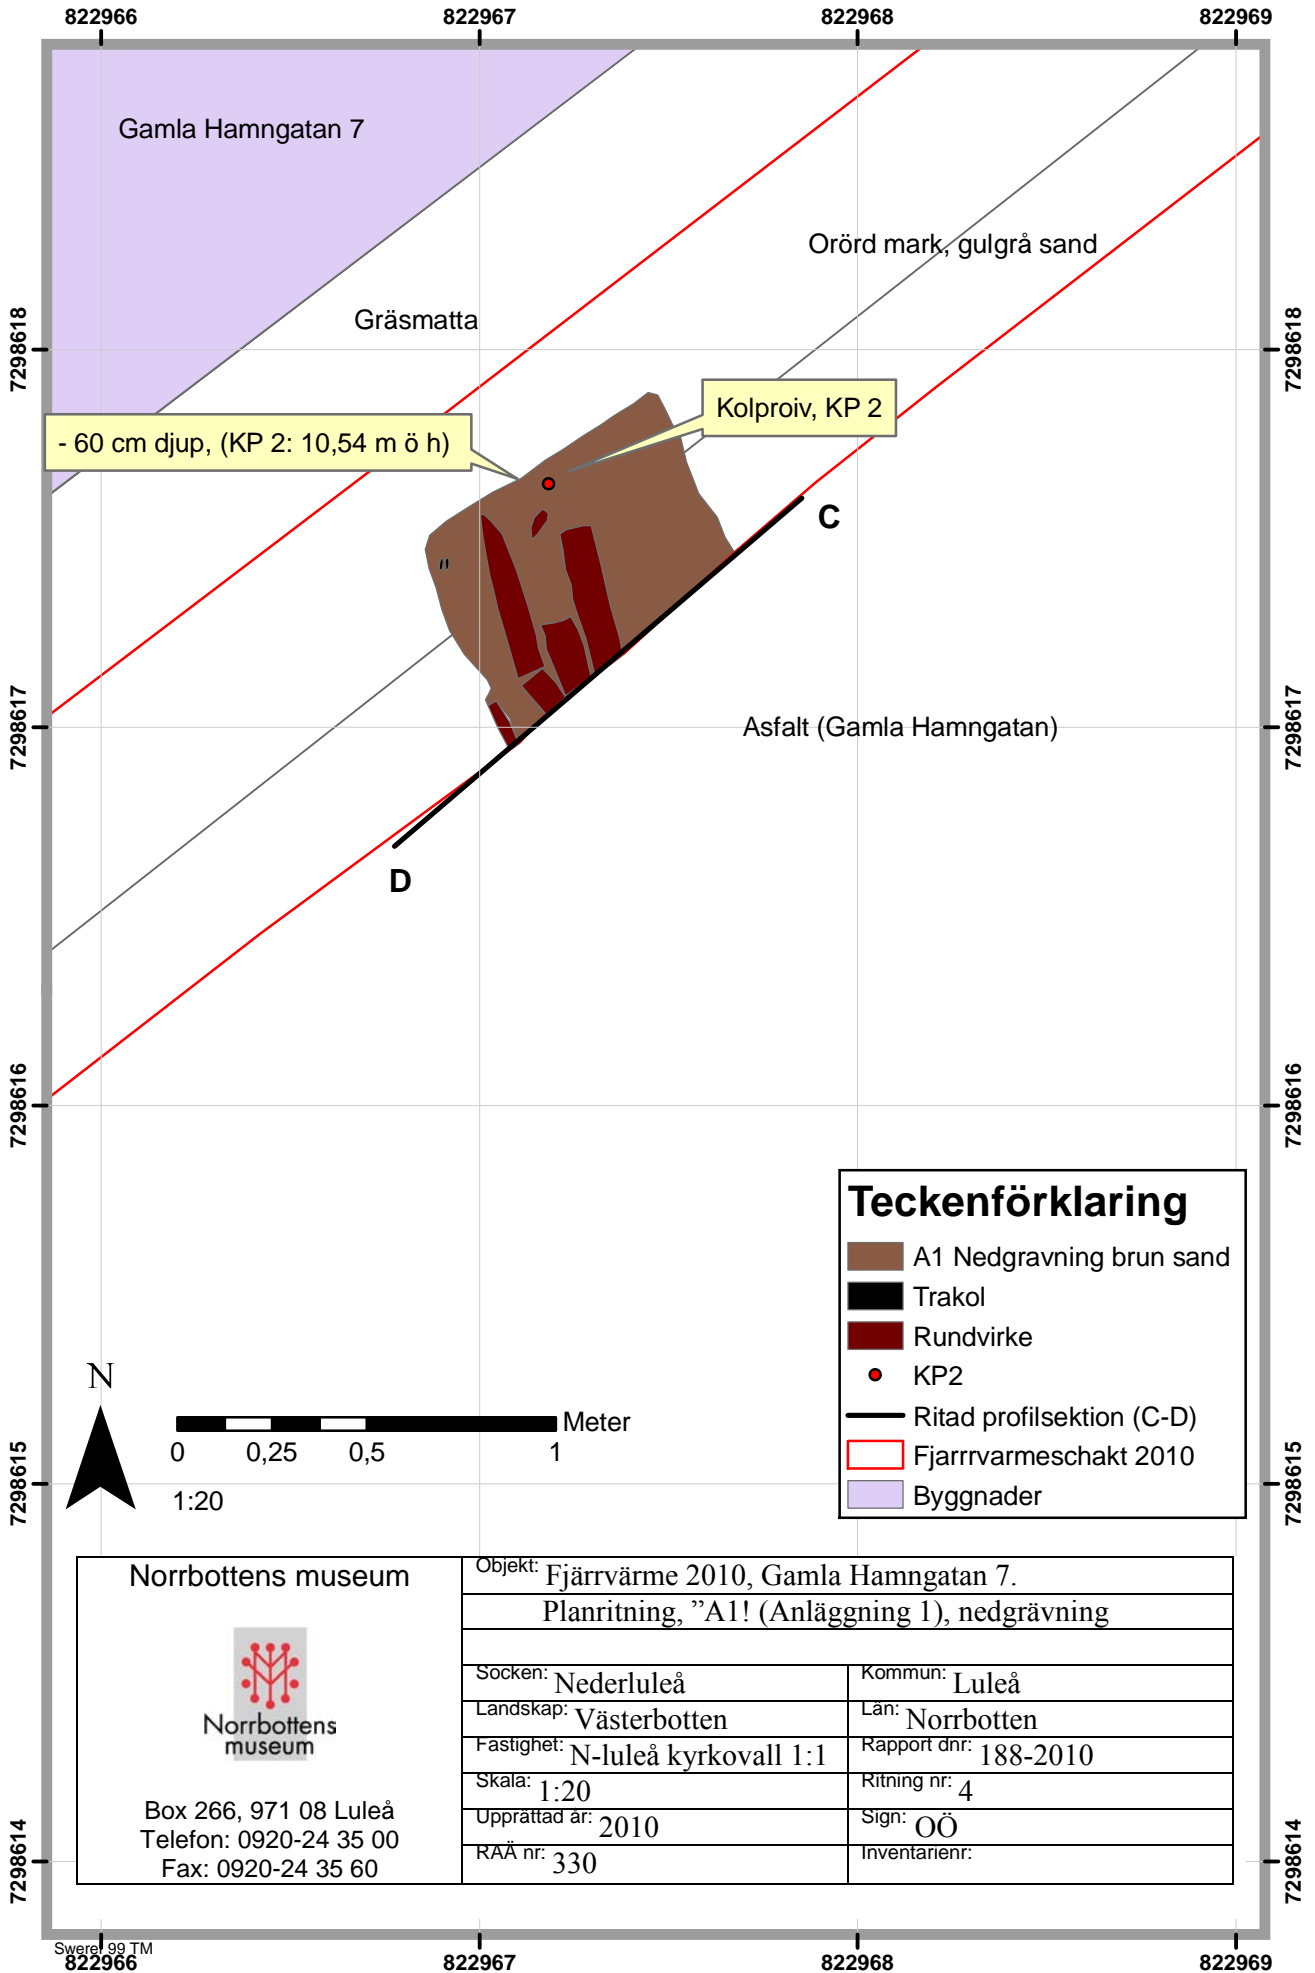 822966 822967 822968 822969
Gamla Hamngatan 7
Orörd mark, gulgrå sand
Gräsmatta
7298618 7298618
Kolproiv, KP 2
- 60 cm djup, (KP 2: 10,54 m ö h)
C
"
7298617 7298617
Asfalt (Gamla Hamngatan)
D
7298616 7298616
Teckenförklaring
A1 Nedgravning brun sand
Trakol
Rundvirke
KP2
Ritad profilsektion (C-D)
Fjarrrvarmeschakt 2010
Byggnader
N
Meter
0 0,25 0,5 1
1:20
7298615 7298615
Norrbottens museum
Norrbottens
museum
Box 266, 971 08 Luleå
Telefon: 0920-24 35 00
Fax: 0920-24 35 60
Objekt: Fjärrvärme 2010, Gamla Hamngatan 7.
Planritning, ”A1! (Anläggning 1), nedgrävning
Socken: Nederluleå Kommun: Luleå
Landskap: Västerbotten Län: Norrbotten
Fastighet: N-luleå kyrkovall 1:1 Rapport dnr: 188-2010
Skala: 1:20 Ritning nr: 4
Upprättad år: 2010 Sign: OÖ
RAÄ nr: 330 Inventarienr:
7298614 7298614
Sweref 99 TM
822966 822967 822968 822969